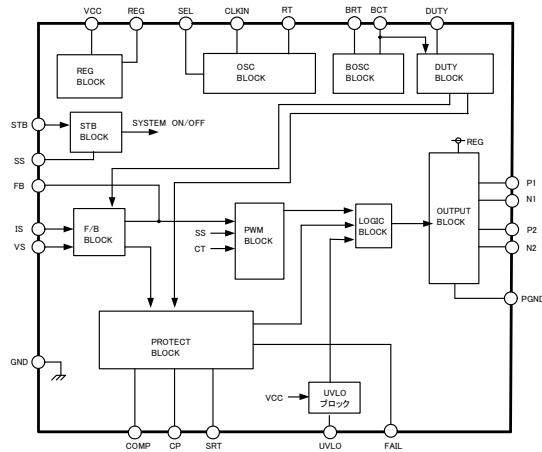 VCC REG SEL CLKIN RT BRT BCT DUTY
REG
BLOCK
OSC
BLOCK
BOSC
BLOCK
DUTY
BLOCK
STB
STB
BLOCK
SYSTEM ON/OFF
SS
FB
REG
IS
VS
F/B
BLOCK
PWM
BLOCK
SS
CT
LOGIC
BLOCK
OUTPUT
BLOCK
P1
N1
P2
N2
PGND
PROTECT
BLOCK
GND
VCC
UVLO
ブロック
COMP CP SRT UVLO FAIL